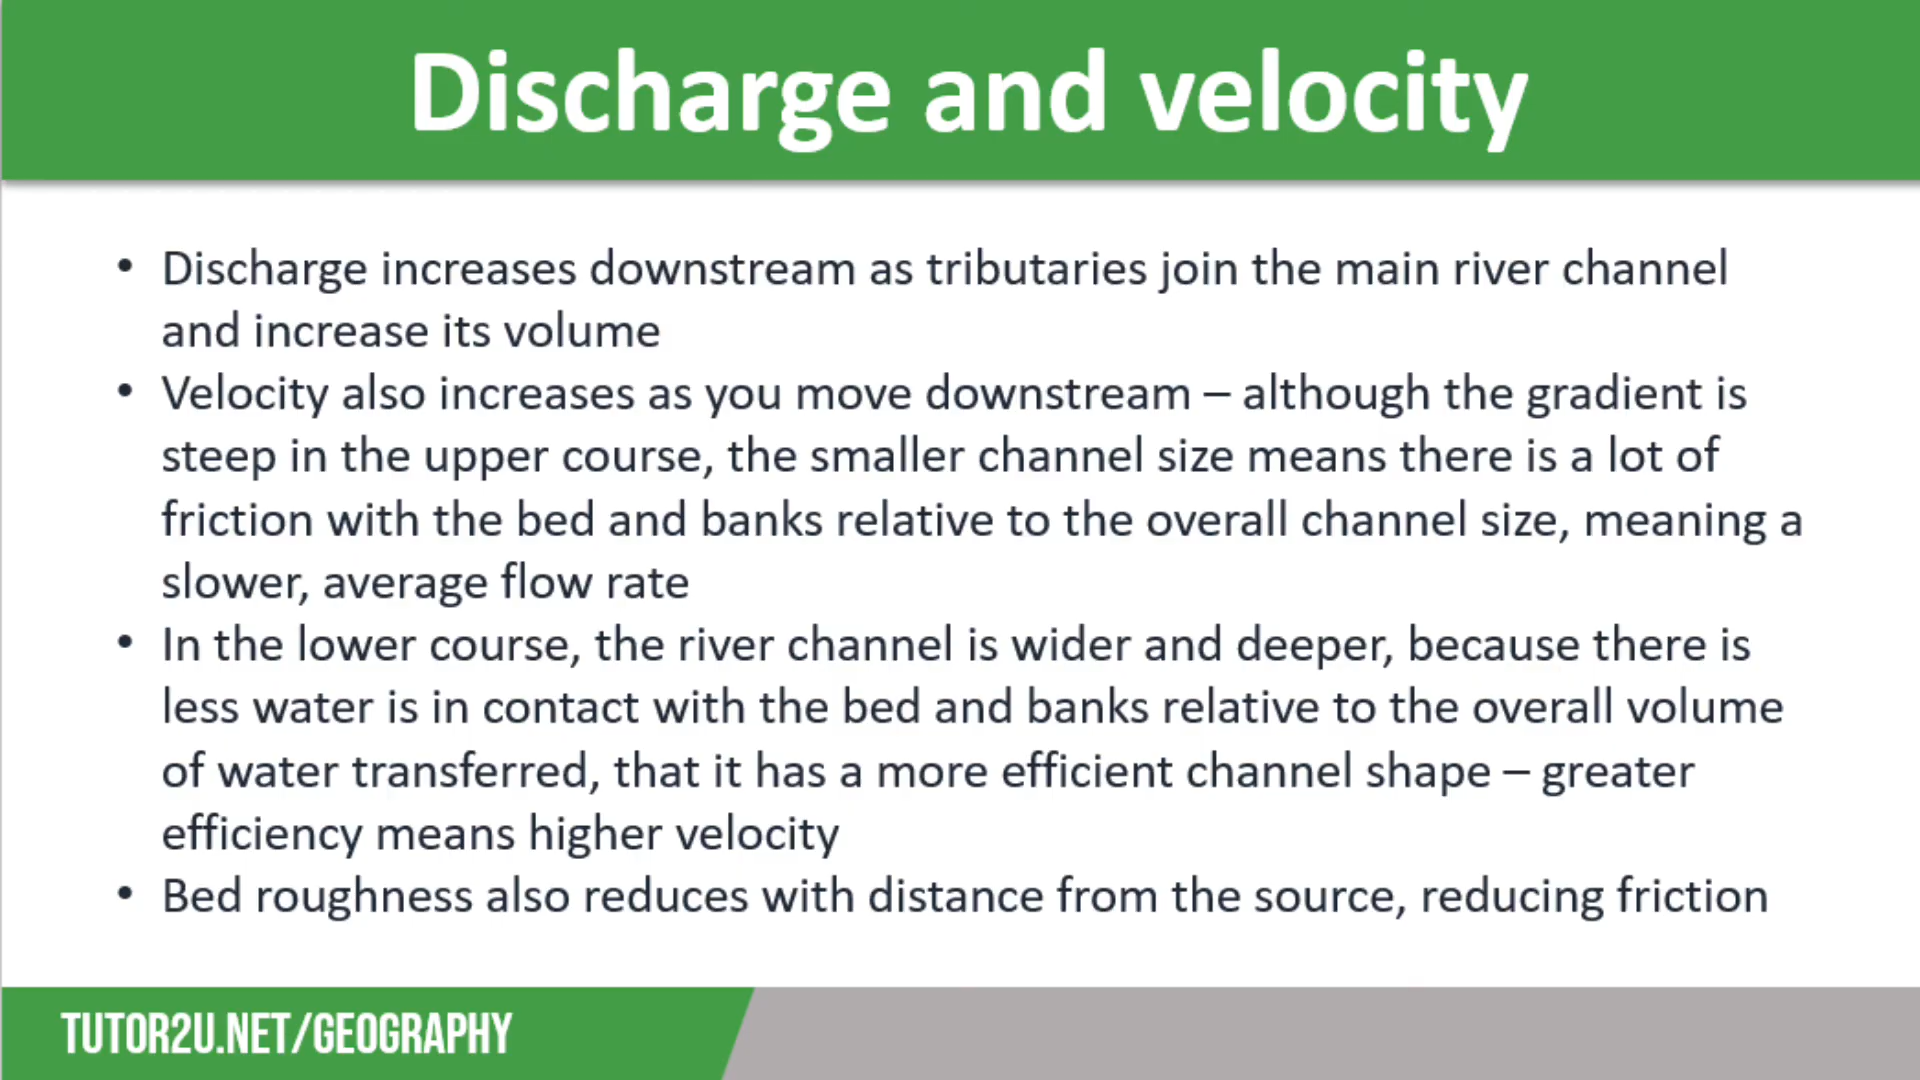 Discharge and velocity
• Discharge increases downstream as tributaries join the main river channel
and increase its volume
• Velocity also increases as you move downstream – although the gradient is
steep in the upper course, the smaller channel size means there is a lot of
friction with the bed and banks relative to the overall channel size, meaning a
slower, average flow rate
• In the lower course, the river channel is wider and deeper, because there is
less water is in contact with the bed and banks relative to the overall volume
of water transferred, that it has a more efficient channel shape – greater
efficiency means higher velocity
• Bed roughness also reduces with distance from the source, reducing friction
TUTOR2U.NET/GEOGRAPHY